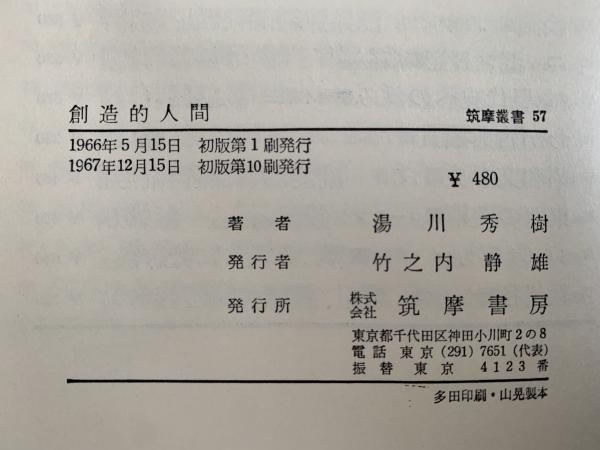 創造的人間 筑摩叢書 57
1966年5月15日 初版第1刷発行
1967年12月15日 初版第10刷発行
¥ 480
著者 湯川秀樹
発行者 竹之内静雄
発行所 株式会社 筑摩書房
東京都千代田区神田小川町2の8
電話 東京 (291) 7651 (代表)
振替 東京 4123番
多田印刷・山晃製本